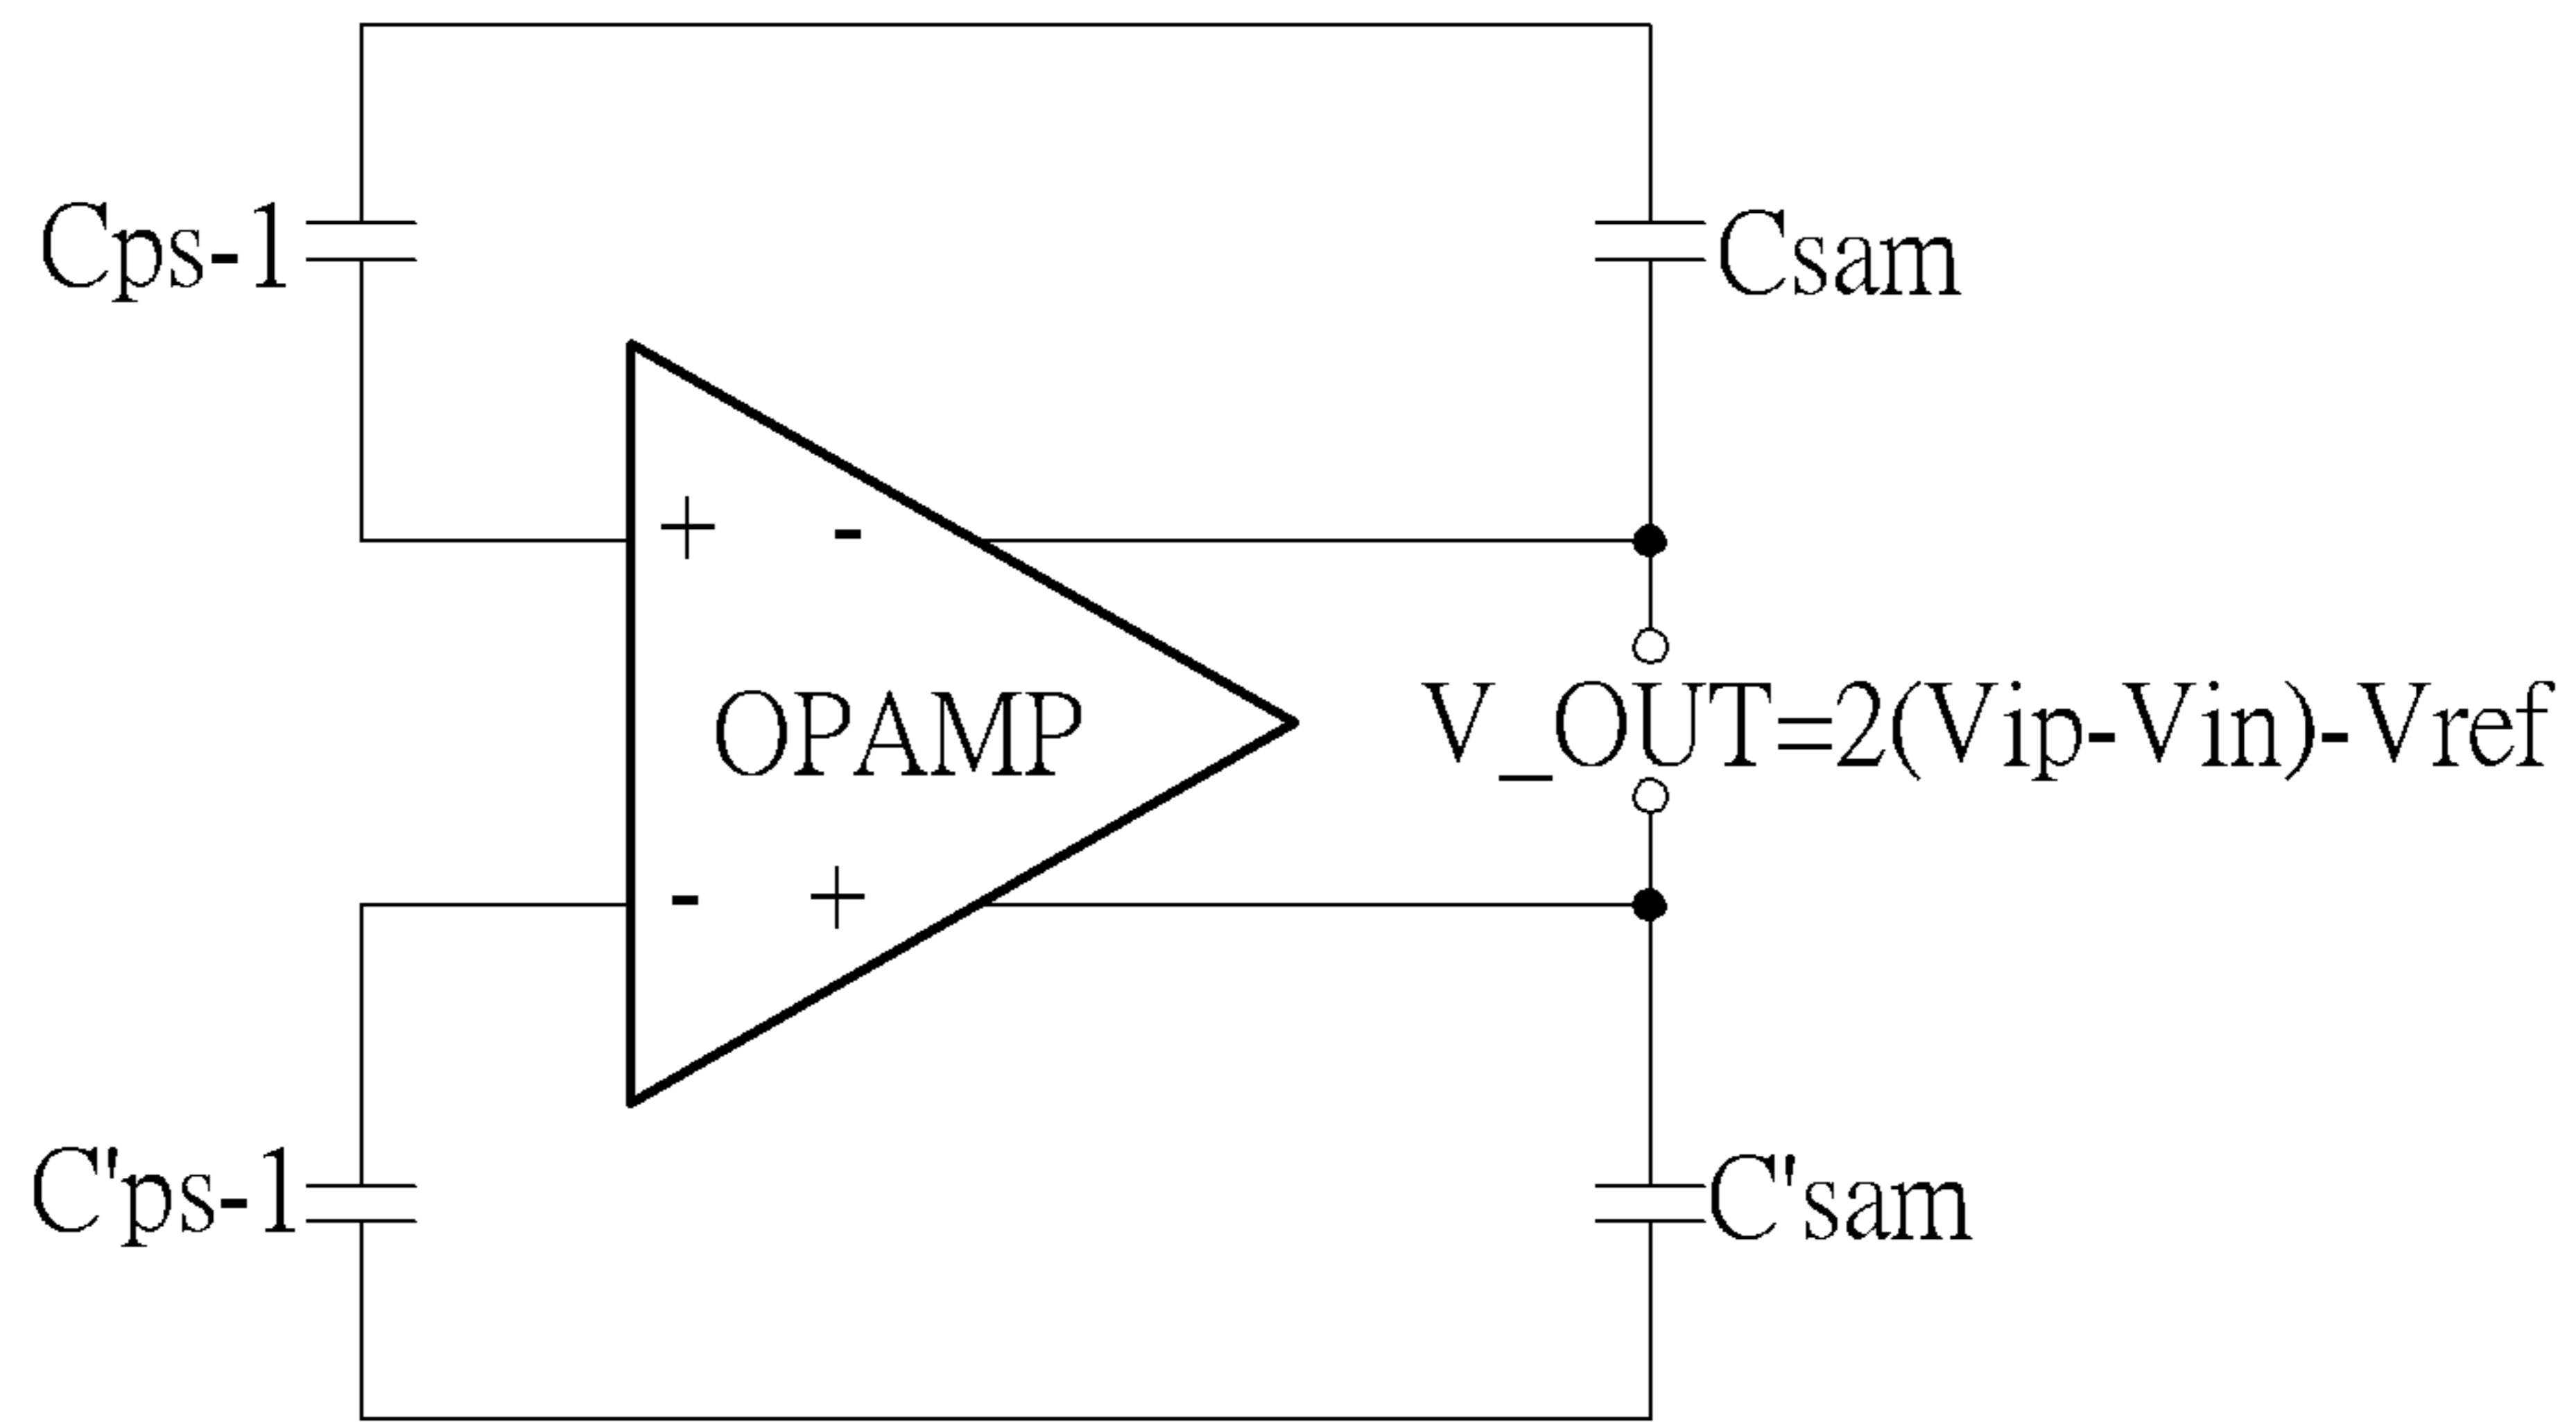 Cps-1
Csam
+ -
OPAMP
V_OUT=2(Vip-Vin)-Vref
- +
C'ps-1
C'sam